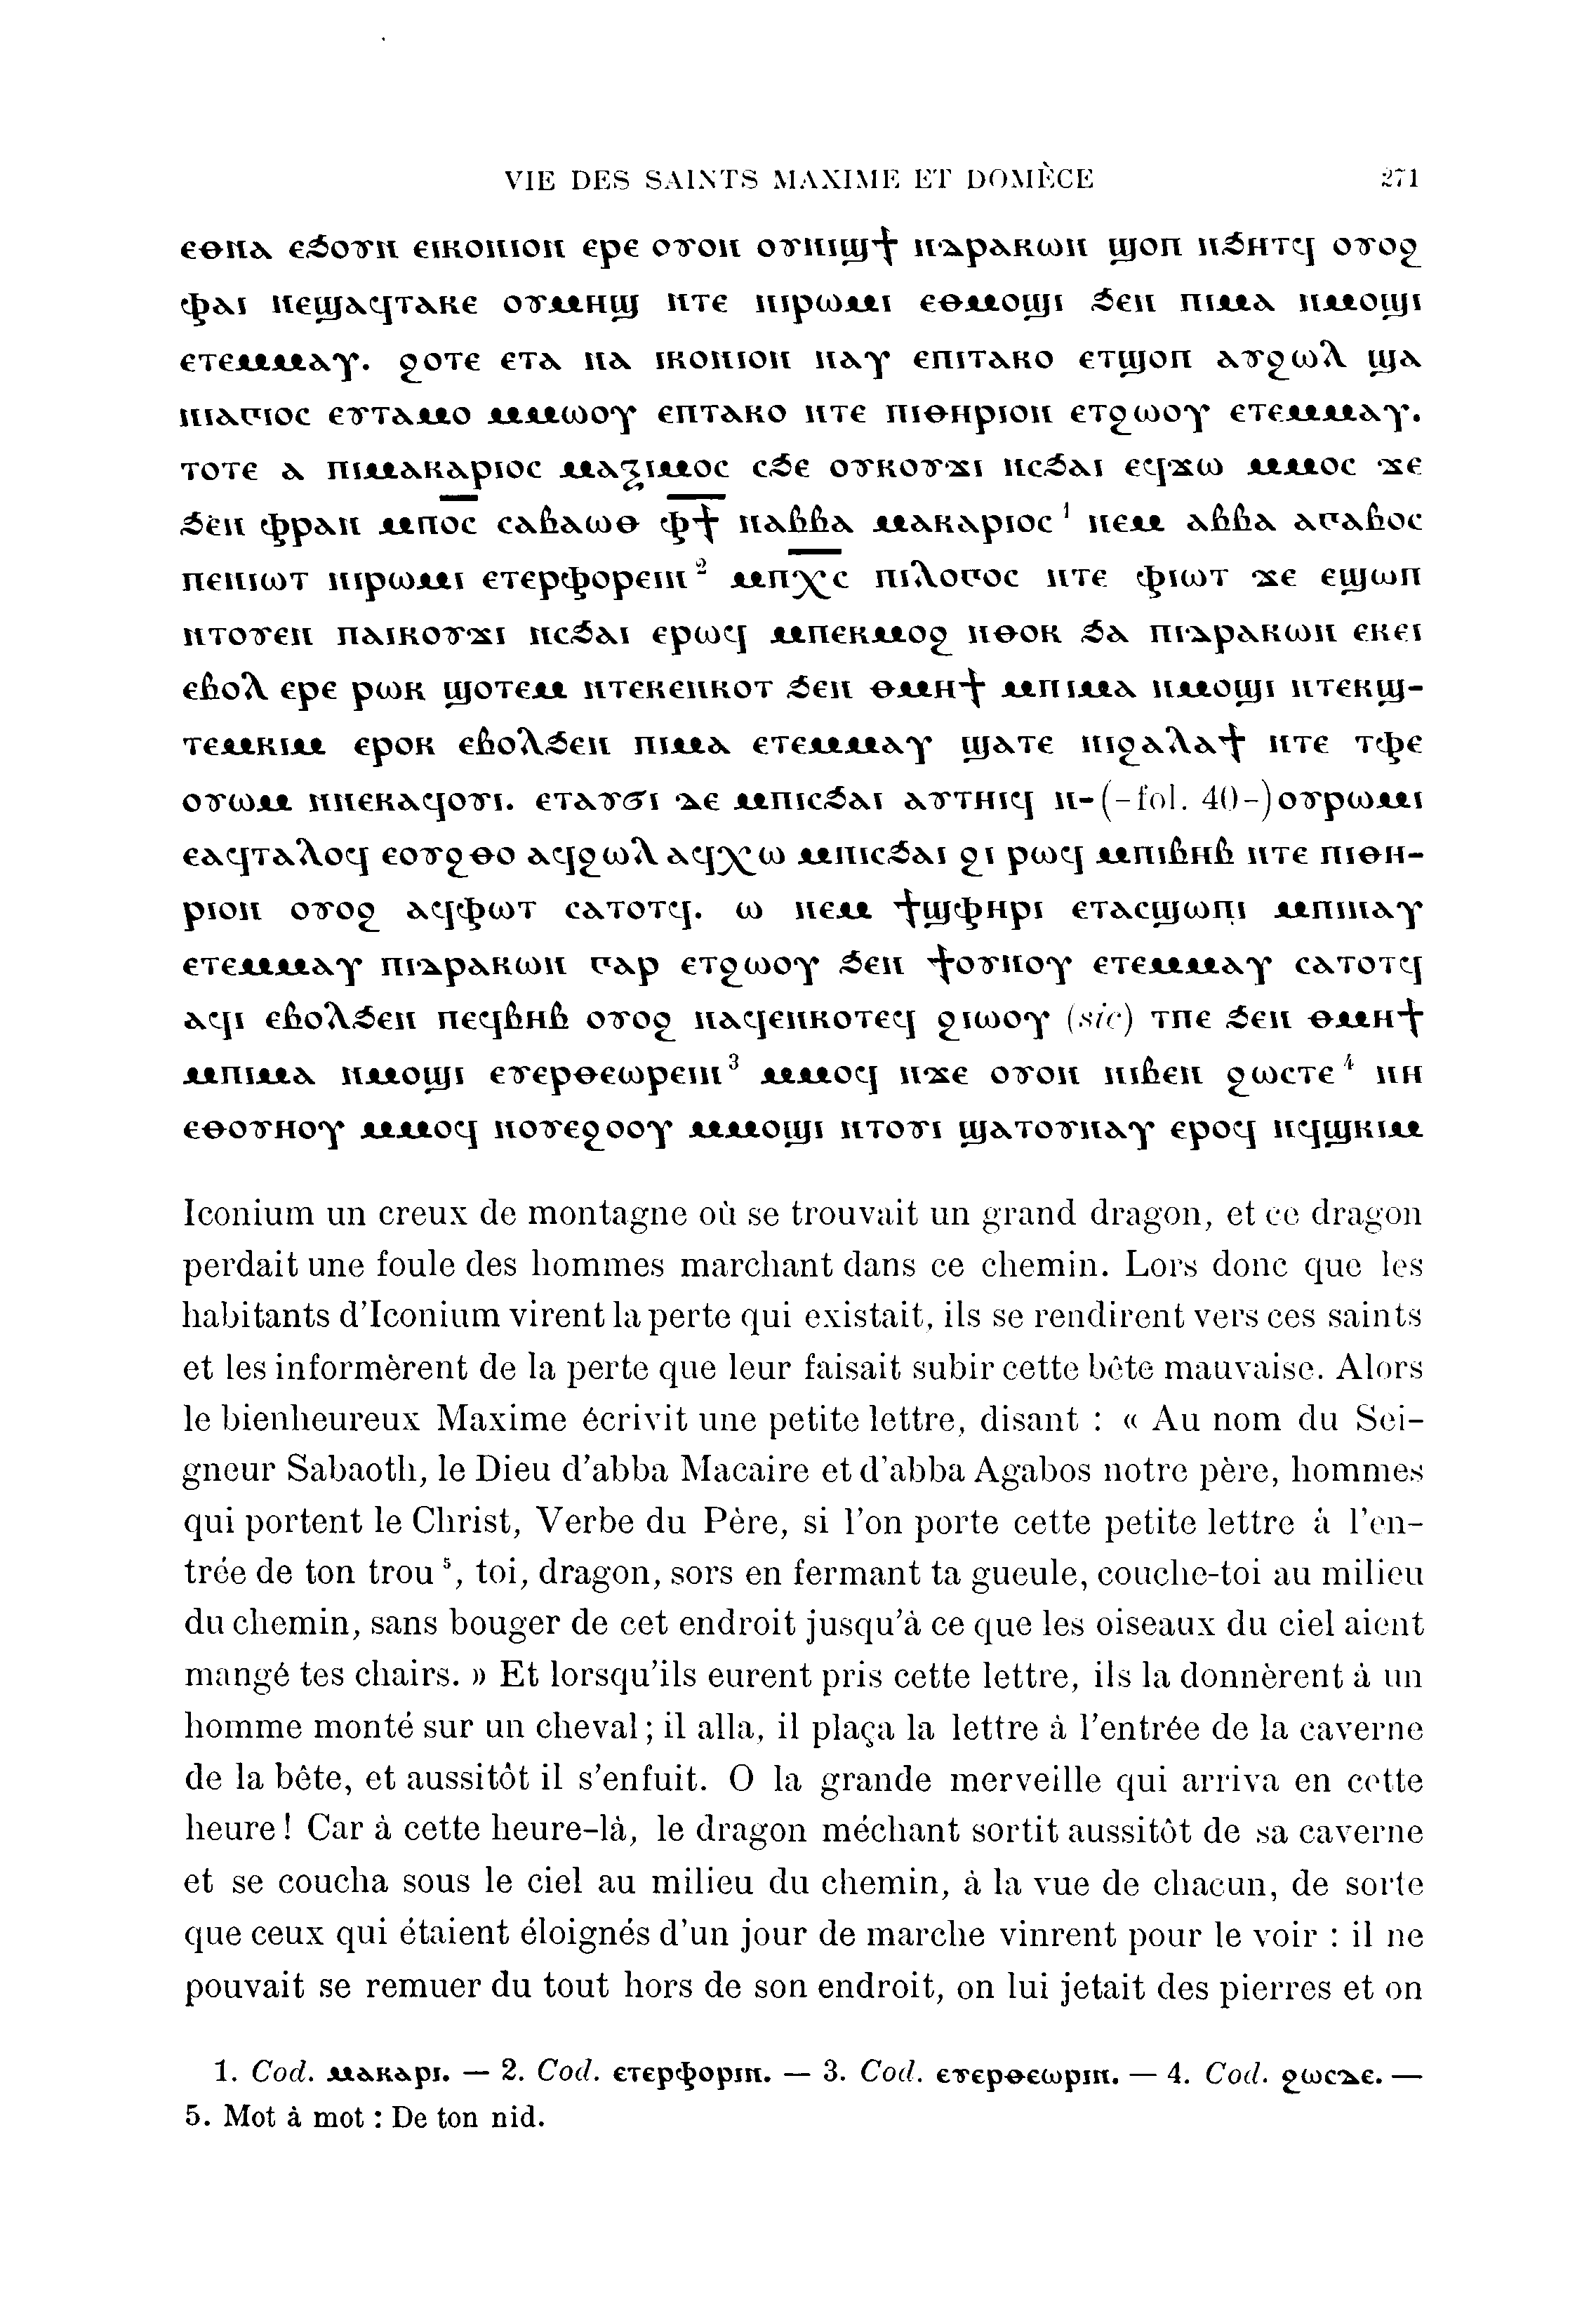 VIE DES SAINTS MAXIME ET DOMÈCE 271
ⲉⲑⲛⲁ ⲉϧⲟⲩⲛ ⲉⲓⲕⲟⲛⲓⲟⲛ ⲉⲣⲉ ⲟⲩⲟⲛ ⲟⲩⲛⲓϣϯ ⲛⲇⲣⲁⲕⲱⲛ ϣⲟⲡ ⲛϧⲏⲧϥ ⲟⲩⲟϩ
ⲫⲁⲓ ⲛⲉϣⲁϥⲧⲁⲕⲉ ⲟⲩⲙⲏϣ ⲛⲧⲉ ⲛⲓⲣⲱⲙⲓ ⲉⲑⲙⲟϣⲓ ϧⲉⲛ ⲡⲓⲙⲁ ⲙⲙⲟϣⲓ
ⲉⲧⲉⲙⲙⲁⲩ. ϩⲟⲧⲉ ⲉⲧⲁ ⲛⲁ ⲓⲕⲟⲛⲓⲟⲛ ⲛⲁⲩ ⲉⲡⲓⲧⲁⲕⲟ ⲉⲧϣⲟⲡ ⲁⲩϩⲱⲗ ϣⲁ
ⲛⲓⲁⲅⲓⲟⲥ ⲉⲩⲧⲁⲙⲟ ⲙⲙⲱⲟⲩ ⲉⲡⲧⲁⲕⲟ ⲛⲧⲉ ⲡⲓⲑⲏⲣⲓⲟⲛ ⲉⲧϩⲱⲟⲩ ⲉⲧⲉⲙⲙⲁⲩ.
ⲧⲟⲧⲉ ⲁ ⲡⲓⲙⲁⲕⲁⲣⲓⲟⲥ ⲙⲁⲝⲓⲙⲟⲥ ⲥϧⲉ ⲟⲩⲕⲟⲩϫⲓ ⲛⲥϧⲁⲓ ⲉϥϫⲱ ⲙⲙⲟⲥ ϫⲉ
ϧⲉⲛ ⲫⲣⲁⲛ ⲙⲡⲟ̅ⲥ̅ ⲥⲁⲃⲁⲱⲑ ⲫ̅ϯ̅ ⲛⲁⲃⲃⲁ ⲙⲁⲕⲁⲣⲓⲟⲥ ¹ ⲛⲉⲙ ⲁⲃⲃⲁ ⲁⲅⲁⲃⲟⲥ
ⲡⲉⲛⲓⲱⲧ ⲛⲓⲣⲱⲙⲓ ⲉⲧⲉⲣⲫⲟⲣⲉⲓⲛ ² ⲙⲡⲭ̅ⲥ̅ ⲡⲓⲗⲟⲅⲟⲥ ⲛⲧⲉ ⲫⲓⲱⲧ ϫⲉ ⲉϣⲱⲡ
ⲛⲧⲟⲩⲉⲛ ⲡⲁⲓⲕⲟⲩϫⲓ ⲛⲥϧⲁⲓ ⲉⲣⲱϥ ⲙⲡⲉⲕⲙⲟϩ ⲛⲑⲟⲕ ϧⲁ ⲡⲓⲇⲣⲁⲕⲱⲛ ⲉⲕⲉⲓ
ⲉⲃⲟⲗ ⲉⲣⲉ ⲣⲱⲕ ϣⲟⲧⲉⲙ ⲛⲧⲉⲕⲉⲛⲕⲟⲧ ϧⲉⲛ ⲑⲙⲏϯ ⲙⲡⲓⲙⲁ ⲙⲙⲟϣⲓ ⲛⲧⲉⲕϣ-
ⲧⲉⲙⲕⲓⲙ ⲉⲣⲟⲕ ⲉⲃⲟⲗϧⲉⲛ ⲡⲓⲙⲁ ⲉⲧⲉⲙⲙⲁⲩ ϣⲁⲧⲉ ⲛⲓϩⲁⲗⲁϯ ⲛⲧⲉ ⲧⲫⲉ
ⲟⲩⲱⲙ ⲛⲛⲉⲕⲁϥⲟⲩⲓ. ⲉⲧⲁⲩϭⲓ ⲇⲉ ⲙⲡⲓⲥϧⲁⲓ ⲁⲩⲧⲏⲓϥ ⲛ-(-fol. 40-)ⲟⲩⲣⲱⲙⲓ
ⲉⲁϥⲧⲁⲗⲟϥ ⲉⲟⲩϩⲑⲟ ⲁϥϩⲱⲗ ⲁϥⲭⲱ ⲙⲡⲓⲥϧⲁⲓ ϩⲓ ⲣⲱϥ ⲙⲡⲓⲃⲏⲃ ⲛⲧⲉ ⲡⲓⲑⲏ-
ⲣⲓⲟⲛ ⲟⲩⲟϩ ⲁϥⲫⲱⲧ ⲥⲁⲧⲟⲧϥ. ⲱ ⲛⲉⲙ ϯϣⲫⲏⲣⲓ ⲉⲧⲁⲥϣⲱⲡⲓ ⲙⲡⲓⲛⲁⲩ
ⲉⲧⲉⲙⲙⲁⲩ ⲡⲓⲇⲣⲁⲕⲱⲛ ⲅⲁⲣ ⲉⲧϩⲱⲟⲩ ϧⲉⲛ ϯⲟⲩⲛⲟⲩ ⲉⲧⲉⲙⲙⲁⲩ ⲥⲁⲧⲟⲧϥ
ⲁϥⲓ ⲉⲃⲟⲗϧⲉⲛ ⲡⲉϥⲃⲏⲃ ⲟⲩⲟϩ ⲛⲁϥⲉⲛⲕⲟⲧⲉϥ ϩⲓⲱⲟⲩ (sic) ⲧⲡⲉ ϧⲉⲛ ⲑⲙⲏϯ
ⲙⲡⲓⲙⲁ ⲙⲙⲟϣⲓ ⲉⲩⲉⲣⲑⲉⲱⲣⲉⲓⲛ ³ ⲙⲙⲟϥ ⲛϫⲉ ⲟⲩⲟⲛ ⲛⲓⲃⲉⲛ ϩⲱⲥⲧⲉ ⁴ ⲛⲏ
ⲉⲑⲟⲩⲏⲟⲩ ⲙⲙⲟϥ ⲛⲟⲩⲉϩⲟⲟⲩ ⲙⲙⲟϣⲓ ⲛⲧⲟⲩⲓ ϣⲁⲧⲟⲩⲛⲁⲩ ⲉⲣⲟϥ ⲛϥϣⲕⲓⲙ
Iconium un creux de montagne où se trouvait un grand dragon, et ce dragon
perdait une foule des hommes marchant dans ce chemin. Lors donc que les
habitants d'Iconium virent la perte qui existait, ils se rendirent vers ces saints
et les informèrent de la perte que leur faisait subir cette bête mauvaise. Alors
le bienheureux Maxime écrivit une petite lettre, disant : « Au nom du Sei-
gneur Sabaoth, le Dieu d'abba Macaire et d'abba Agabos notre père, hommes
qui portent le Christ, Verbe du Père, si l'on porte cette petite lettre à l'en-
trée de ton trou ⁵, toi, dragon, sors en fermant ta gueule, couche-toi au milieu
du chemin, sans bouger de cet endroit jusqu'à ce que les oiseaux du ciel aient
mangé tes chairs. » Et lorsqu'ils eurent pris cette lettre, ils la donnèrent à un
homme monté sur un cheval; il alla, il plaça la lettre à l'entrée de la caverne
de la bête, et aussitôt il s'enfuit. O la grande merveille qui arriva en cette
heure! Car à cette heure-là, le dragon méchant sortit aussitôt de sa caverne
et se coucha sous le ciel au milieu du chemin, à la vue de chacun, de sorte
que ceux qui étaient éloignés d'un jour de marche vinrent pour le voir : il ne
pouvait se remuer du tout hors de son endroit, on lui jetait des pierres et on
1. Cod. ⲙⲁⲕⲁⲣⲓ. — 2. Cod. ⲉⲧⲉⲣⲫⲟⲣⲓⲛ. — 3. Cod. ⲉⲩⲉⲣⲑⲉⲱⲣⲓⲛ. — 4. Cod. ϩⲱⲥⲇⲉ. —
5. Mot à mot : De ton nid.